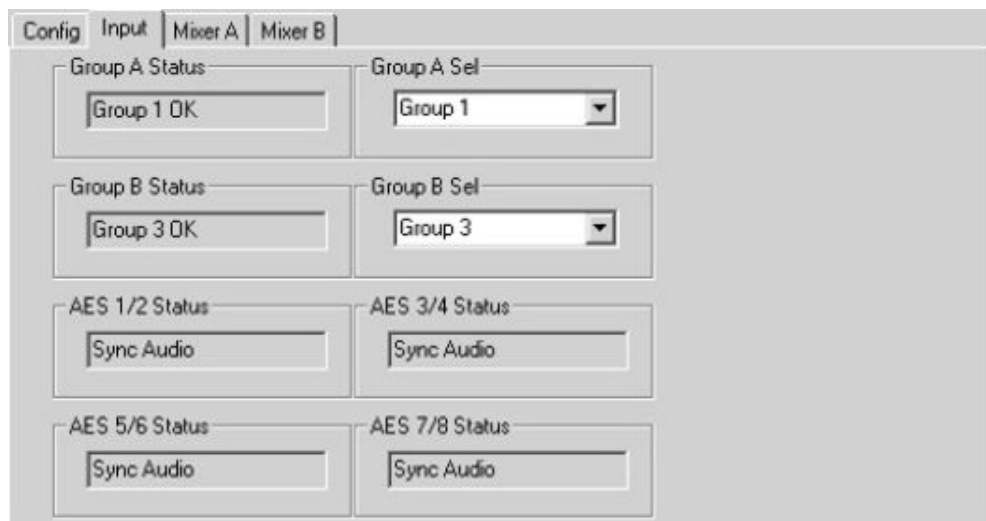 Config Input Mixer A Mixer B
Group A Status Group A Sel
Group 1 OK Group 1
Group B Status Group B Sel
Group 3 OK Group 3
AES 1/2 Status AES 3/4 Status
Sync Audio Sync Audio
AES 5/6 Status AES 7/8 Status
Sync Audio Sync Audio